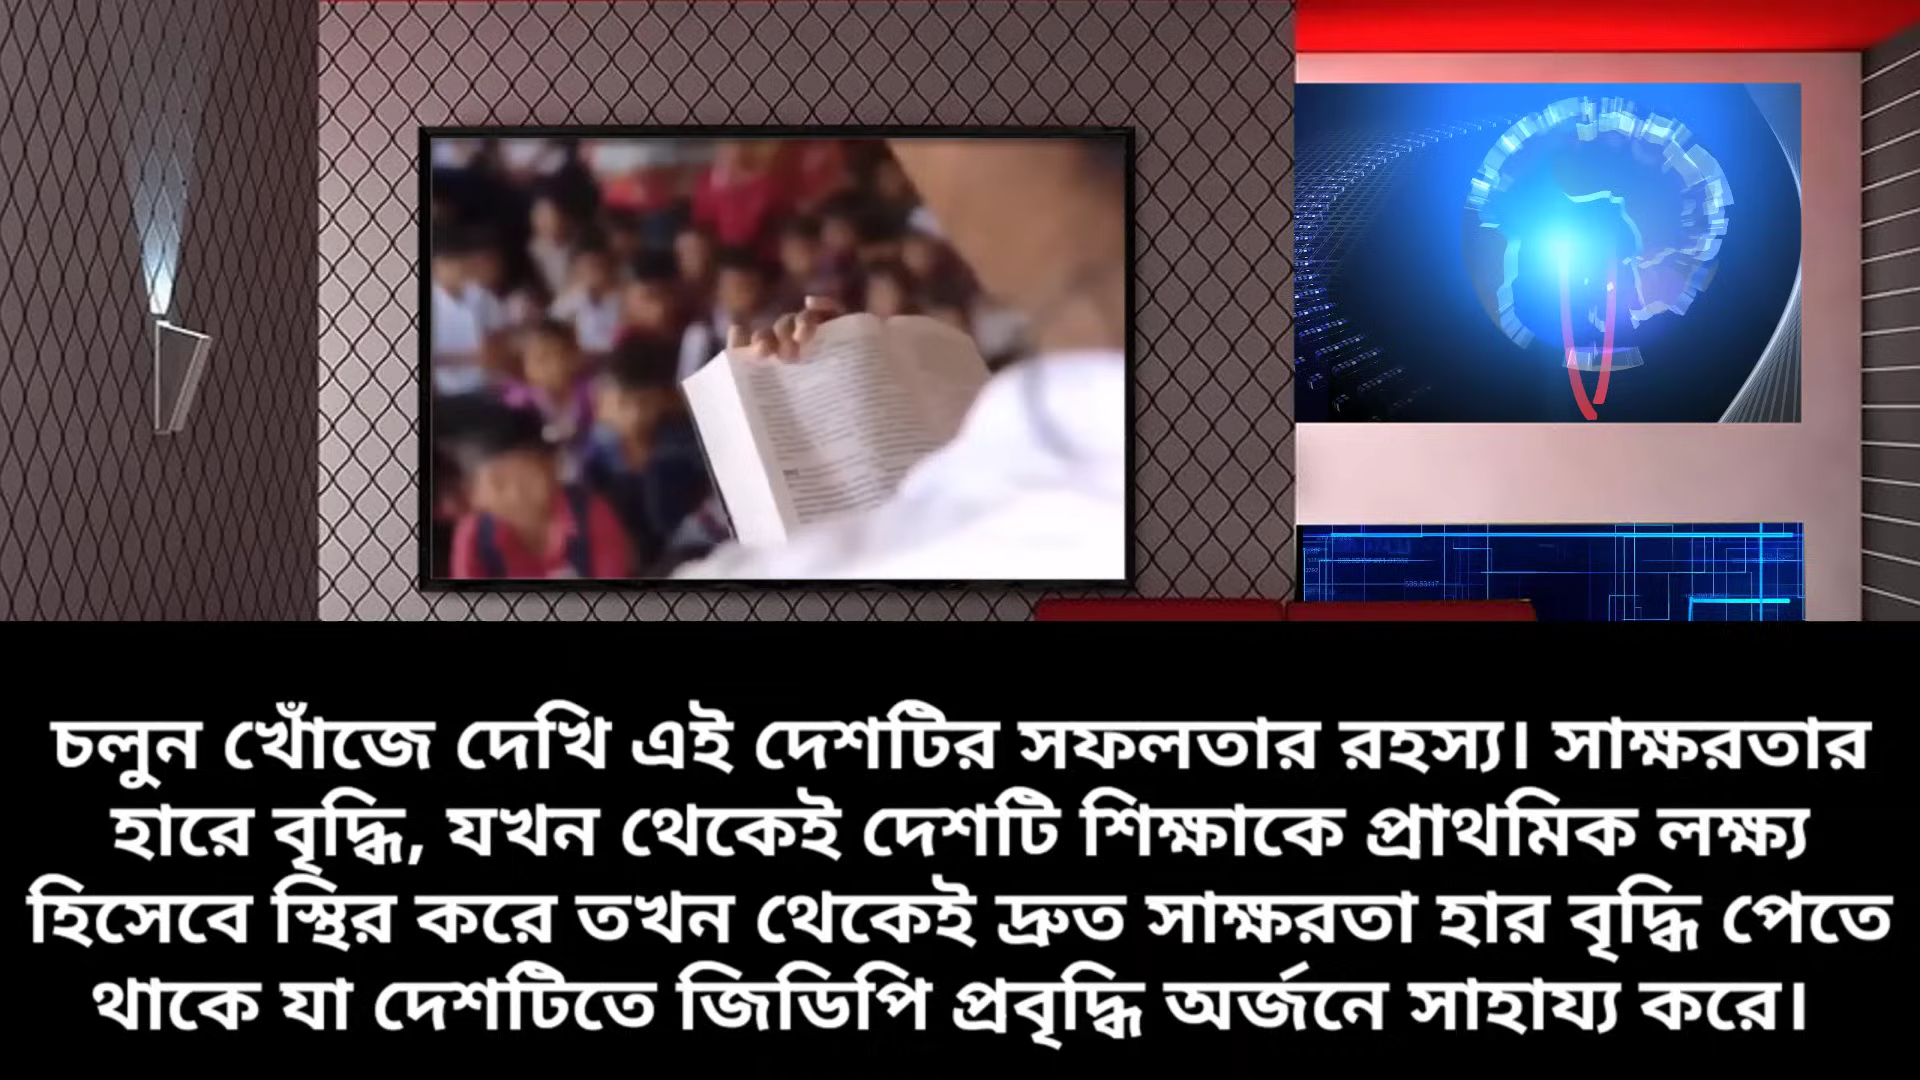 চলুন খোঁজে দেখি এই দেশটির সফলতার রহস্য। সাক্ষরতার
হারে বৃদ্ধি, যখন থেকেই দেশটি শিক্ষাকে প্রাথমিক লক্ষ্য
হিসেবে স্থির করে তখন থেকেই দ্রুত সাক্ষরতা হার বৃদ্ধি পেতে
থাকে যা দেশটিতে জিডিপি প্রবৃদ্ধি অর্জনে সাহায্য করে।